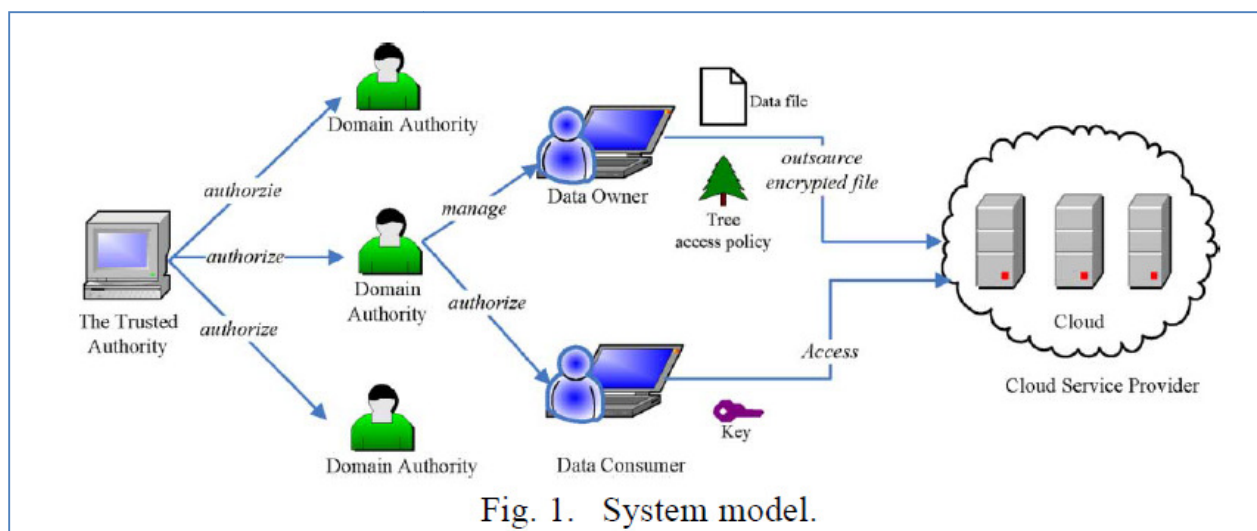 Domain Authority
authorzie
authorize
authorize
The Trusted
Authority
Domain
Authority
Domain Authority
manage
authorize
Data Owner
Data file
Tree
access policy
outsource
encrypted file
Data Consumer
Key
Access
Cloud
Cloud Service Provider
Fig. 1. System model.